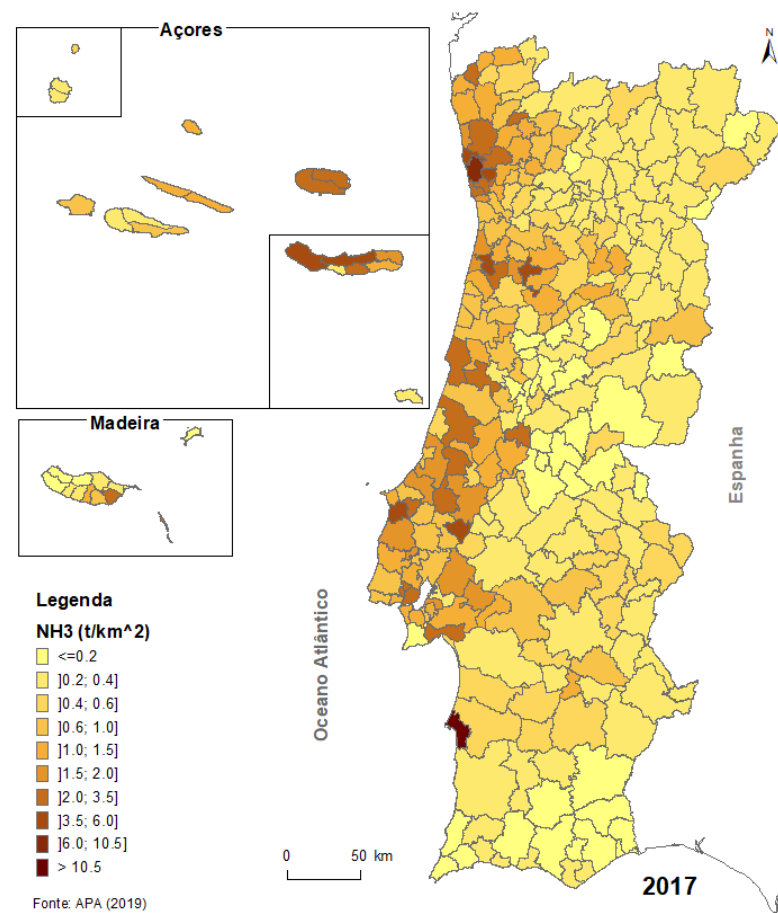 Açores
N
Madeira
Espanha
Oceano Atlântico
Legenda
NH3 (t/km^2)
<=0.2
]0.2; 0.4]
]0.4; 0.6]
]0.6; 1.0]
]1.0; 1.5]
]1.5; 2.0]
]2.0; 3.5]
]3.5; 6.0]
]6.0; 10.5]
> 10.5
0 50 km
2017
Fonte: APA (2019)